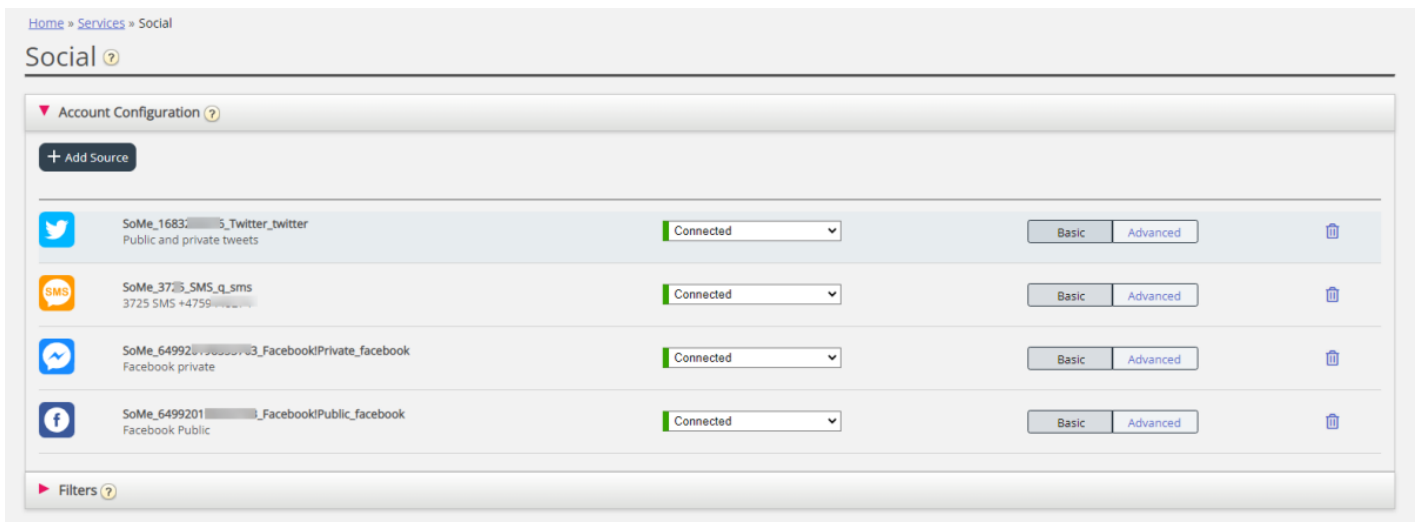 Home » Services » Social
Social ?
Account Configuration ?
+ Add Source
SoMe_1683 5_Twitter_twitter
Public and private tweets
Connected
Basic Advanced
SMS
SoMe_37 5_SMS_q_sms
3725 SMS +4759
Connected
Basic Advanced
SoMe_64992 3_Facebook!Private_facebook
Facebook private
Connected
Basic Advanced
SoMe_6499201 _Facebook!Public_facebook
Facebook Public
Connected
Basic Advanced
Filters ?